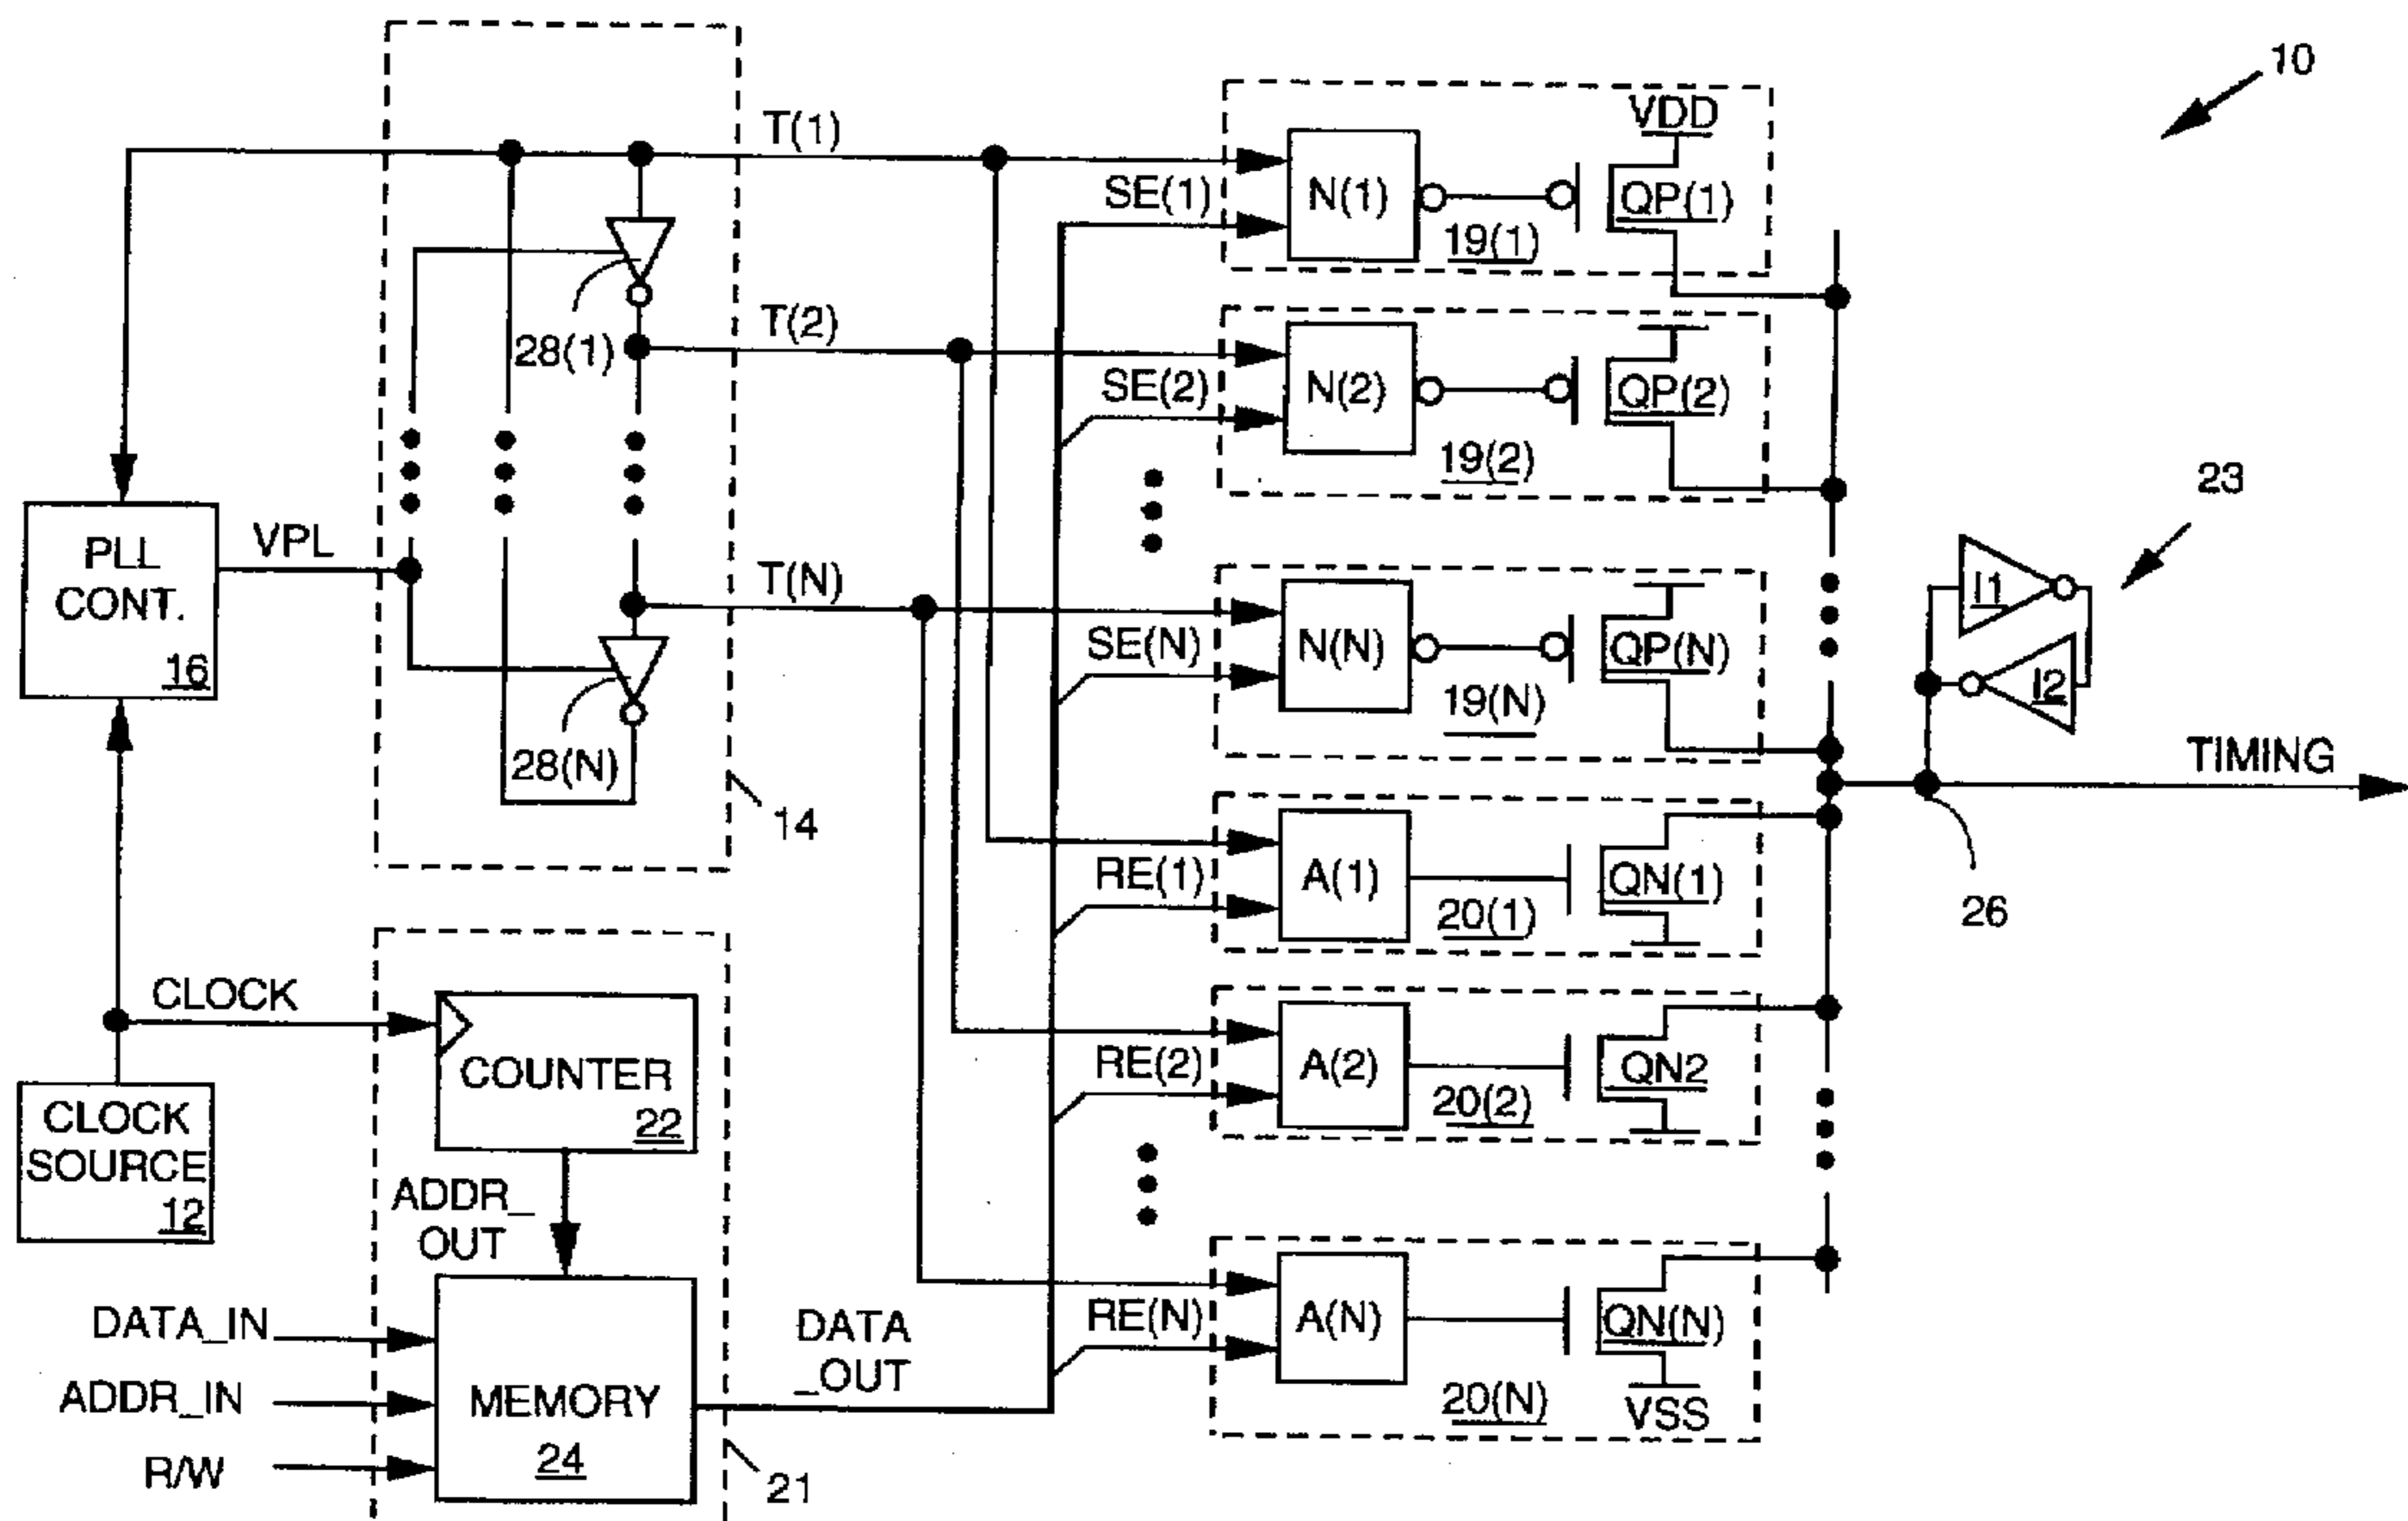 10
T(1)
VDD
SE(1)
N(1)
QP(1)
19(1)
28(1)
T(2)
SE(2)
N(2)
QP(2)
19(2)
23
PLL
CONT.
16
VPL
T(N)
SE(N)
N(N)
QP(N)
19(N)
I1
I2
28(N)
14
TIMING
RE(1)
A(1)
QN(1)
20(1)
26
CLOCK
COUNTER
22
RE(2)
A(2)
QN2
20(2)
CLOCK
SOURCE
12
ADDR_
OUT
DATA_IN
ADDR_IN
R/W
MEMORY
24
DATA
_OUT
21
RE(N)
A(N)
QN(N)
20(N)
VSS